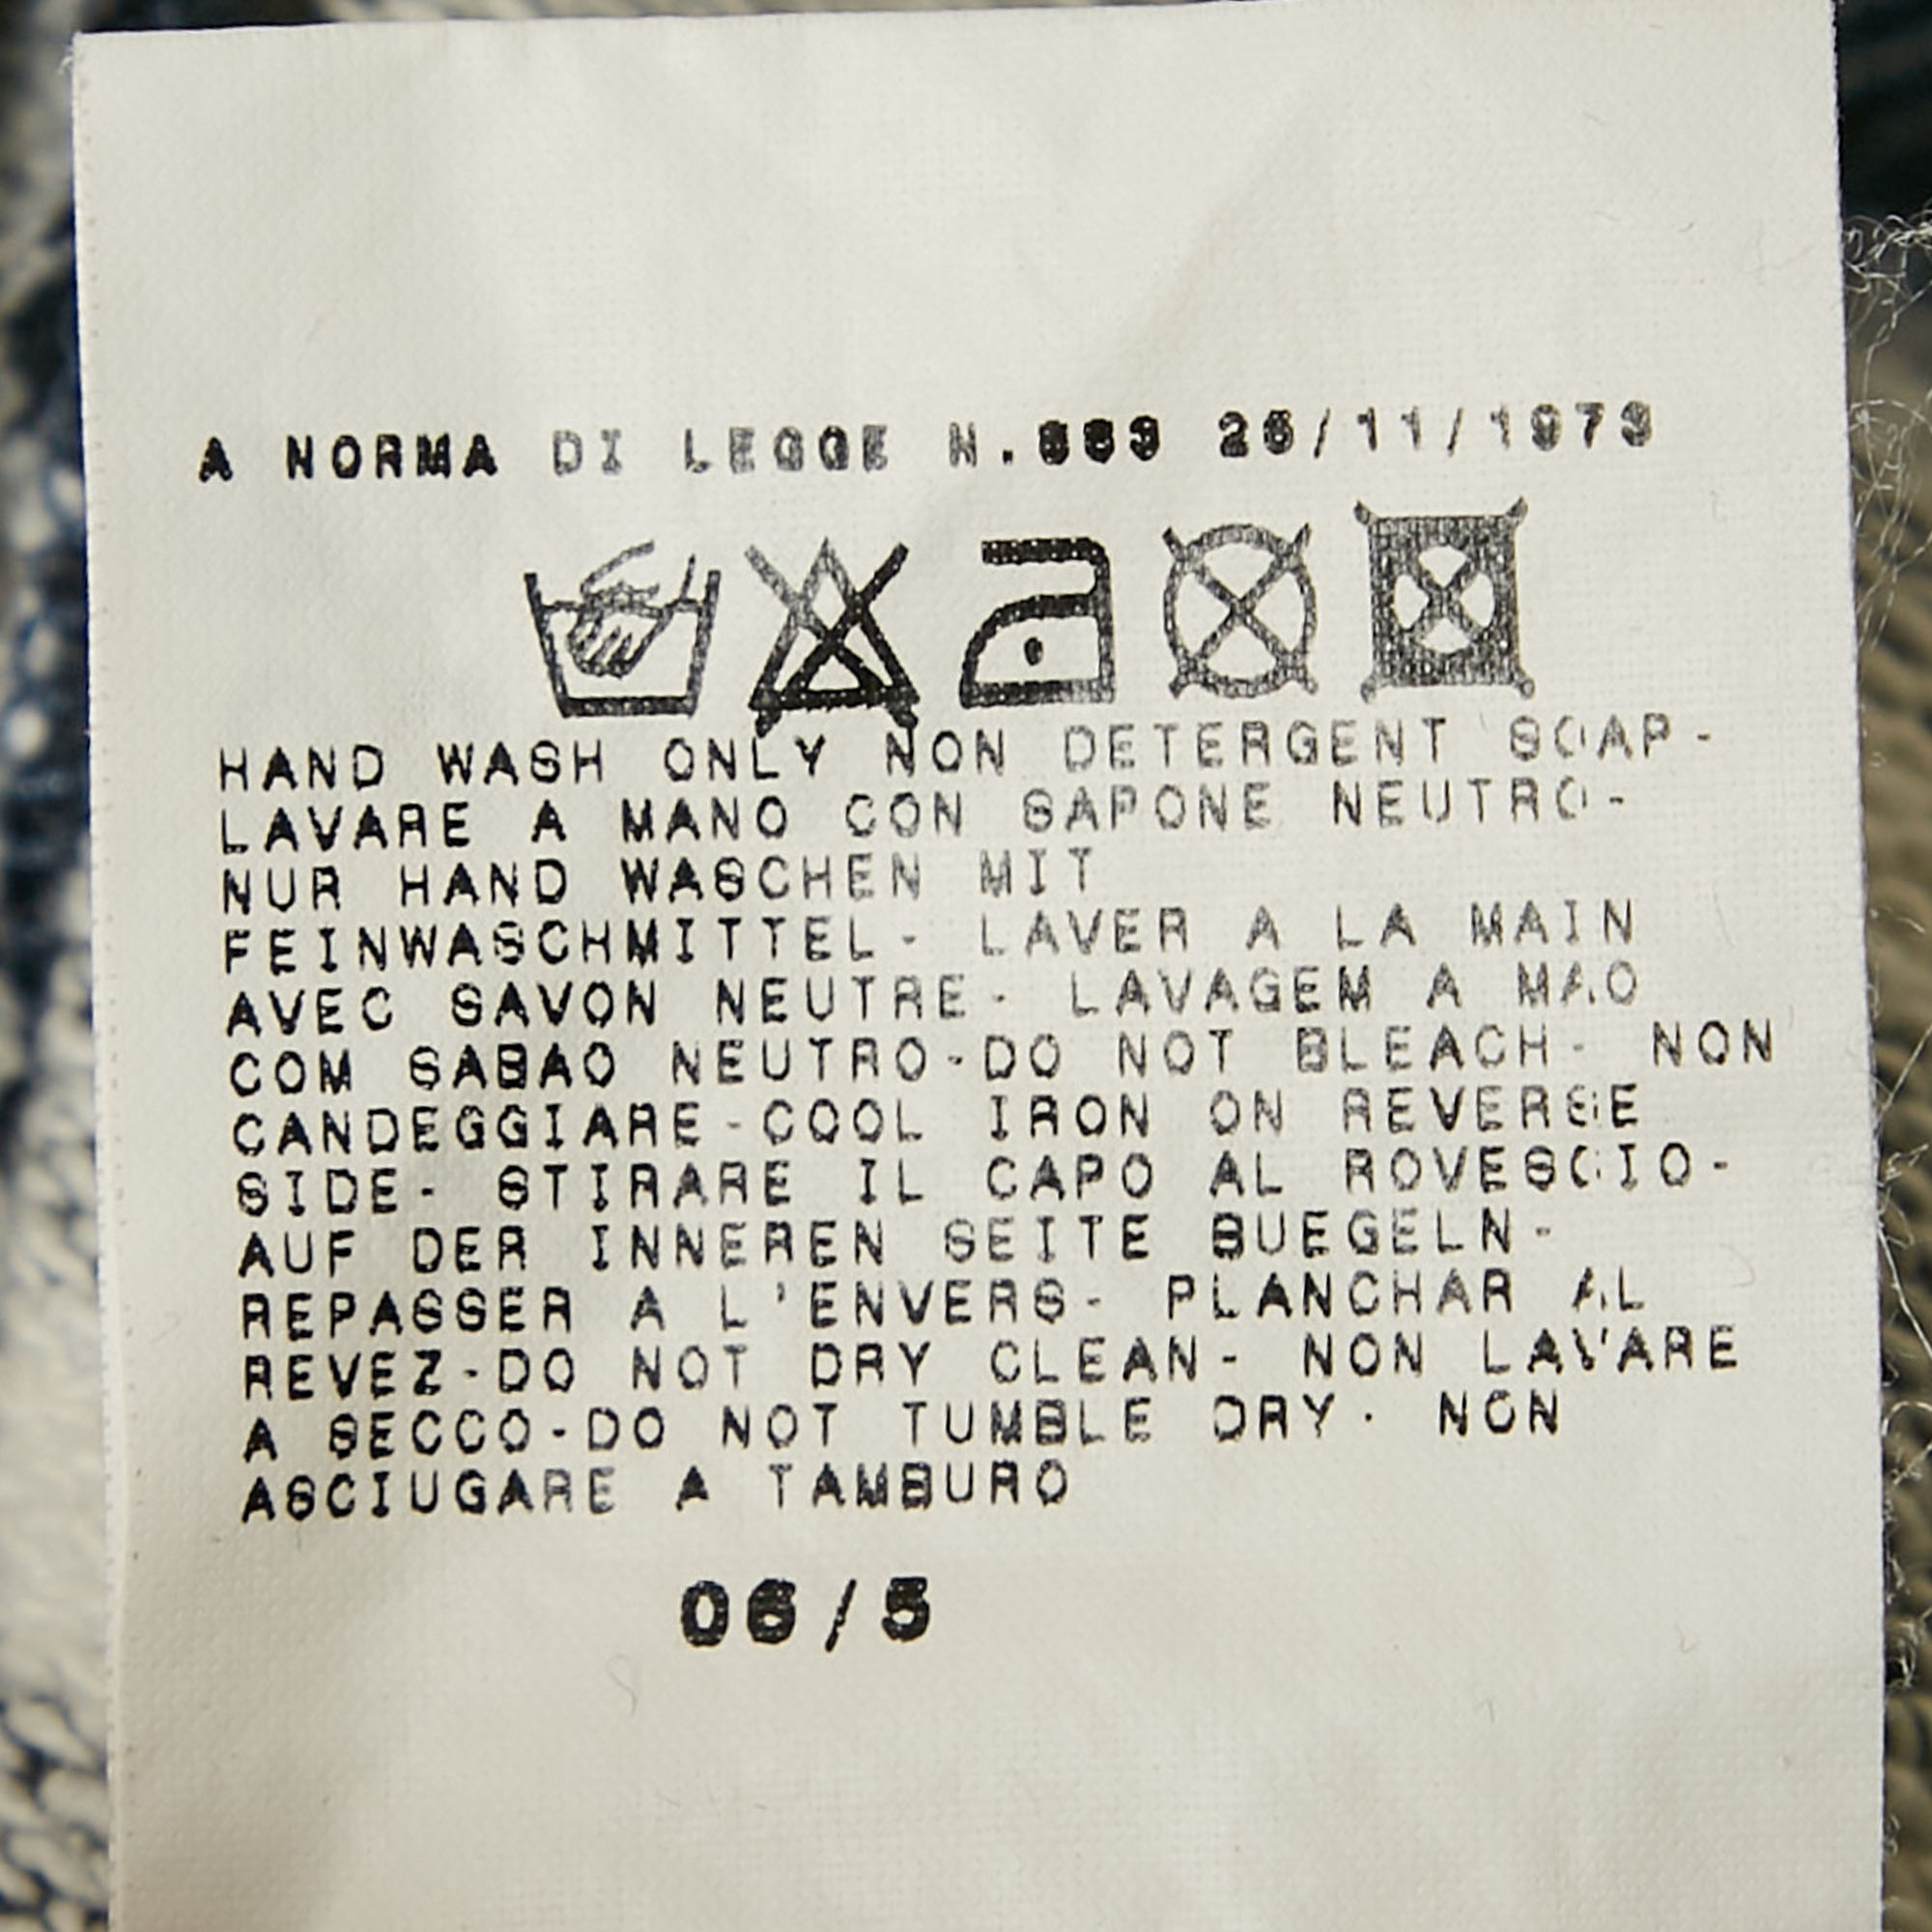 A NORMA DI LEGGE N.883 26/11/1973
HAND WASH ONLY NON DETERGENT SOAP-
LAVARE A MANO CON SAPONE NEUTRO-
NUR HAND WASCHEN MIT
FEINWASCHMITTEL- LAVER A LA MAIN
AVEC SAVON NEUTRE- LAVAGEM A MAO
COM SABAO NEUTRO-DO NOT BLEACH- NON
CANDEGGIARE-COOL IRON ON REVERSE
SIDE- STIRARE IL CAPO AL ROVESCIO-
AUF DER INNEREN SEITE BUEGELN-
REPASSER A L'ENVERS- PLANCHAR AL
REVEZ-DO NOT DRY CLEAN- NON LAVARE
A SECCO-DO NOT TUMBLE DRY- NON
ASCIUGARE A TAMBURO
06/5